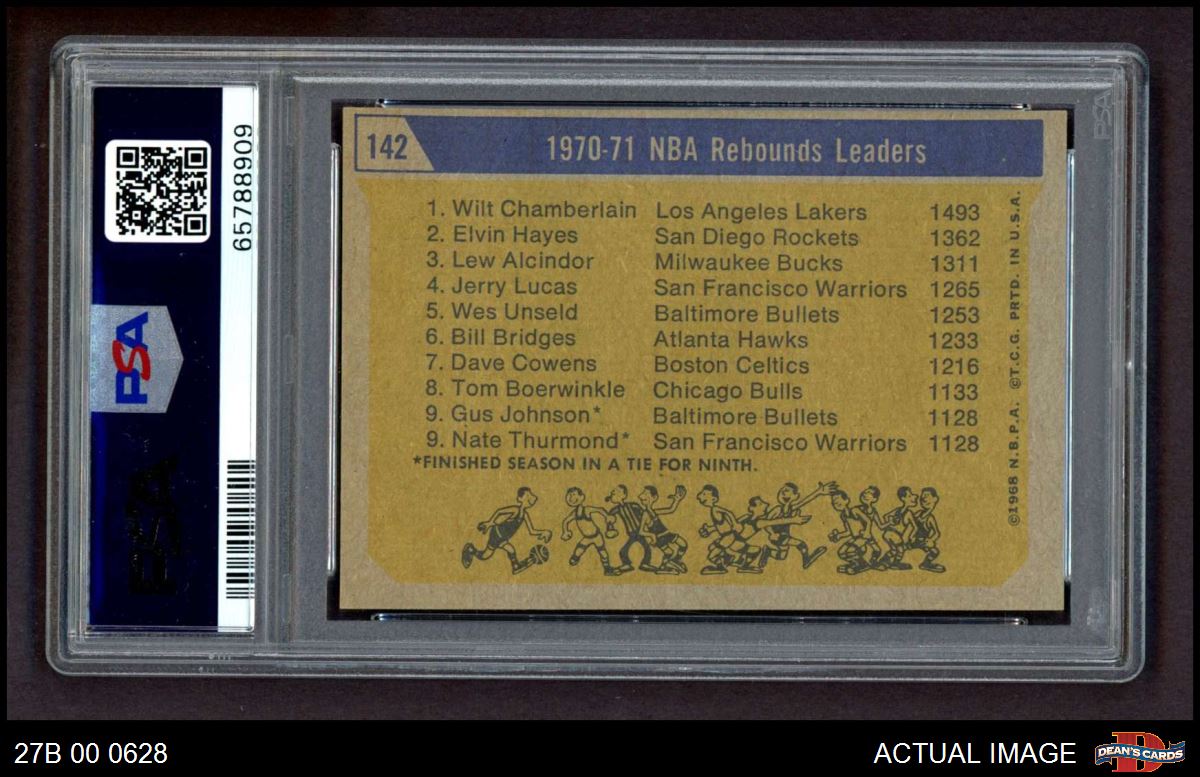 65788909
PSA
PSA
PSA
142
1970-71 NBA Rebounds Leaders
1. Wilt Chamberlain Los Angeles Lakers 1493
2. Elvin Hayes San Diego Rockets 1362
3. Lew Alcindor Milwaukee Bucks 1311
4. Jerry Lucas San Francisco Warriors 1265
5. Wes Unseld Baltimore Bullets 1253
6. Bill Bridges Atlanta Hawks 1233
7. Dave Cowens Boston Celtics 1216
8. Tom Boerwinkle Chicago Bulls 1133
9. Gus Johnson* Baltimore Bullets 1128
9. Nate Thurmond* San Francisco Warriors 1128
*FINISHED SEASON IN A TIE FOR NINTH.
©1968 N.B.P.A. ©T.C.G. PRTD. IN U.S.A.
27B 00 0628
ACTUAL IMAGE
DEAN'S CARDS